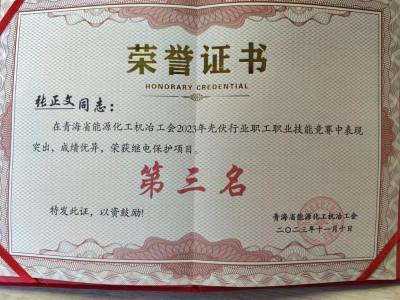 荣誉证书
HONORARY CREDENTIAL
张正文同志：
在青海省能源化工机冶工会2023年光伏行业职工职业技能竞赛中表现
突出，成绩优异，荣获继电保护项目。
第三名
特发此证，以资鼓励！
青海省能源化工机冶工会
二〇二三年十一月十日